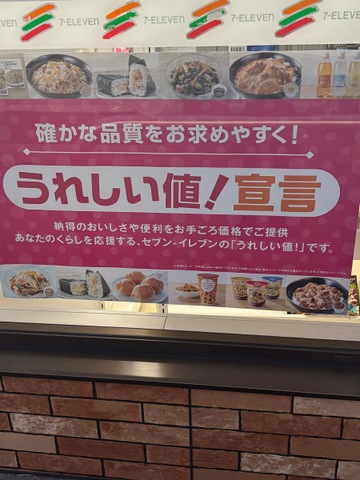 7-ELEVEN 7-ELEVEN 7-ELEVEN
確かな品質をお求めやすく!
うれしい値!宣言
納得のおいしさや便利をお手ごろ価格でご提供
あなたのくらしを応援する、セブン-イレブンの「うれしい値!」です。